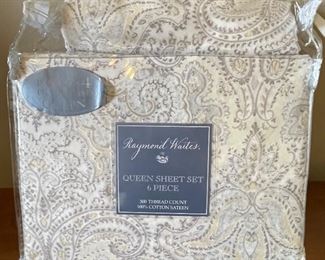 Raymond Waites
QUEEN SHEET SET
6 PIECE
300 THREAD COUNT
100% COTTON SATEEN